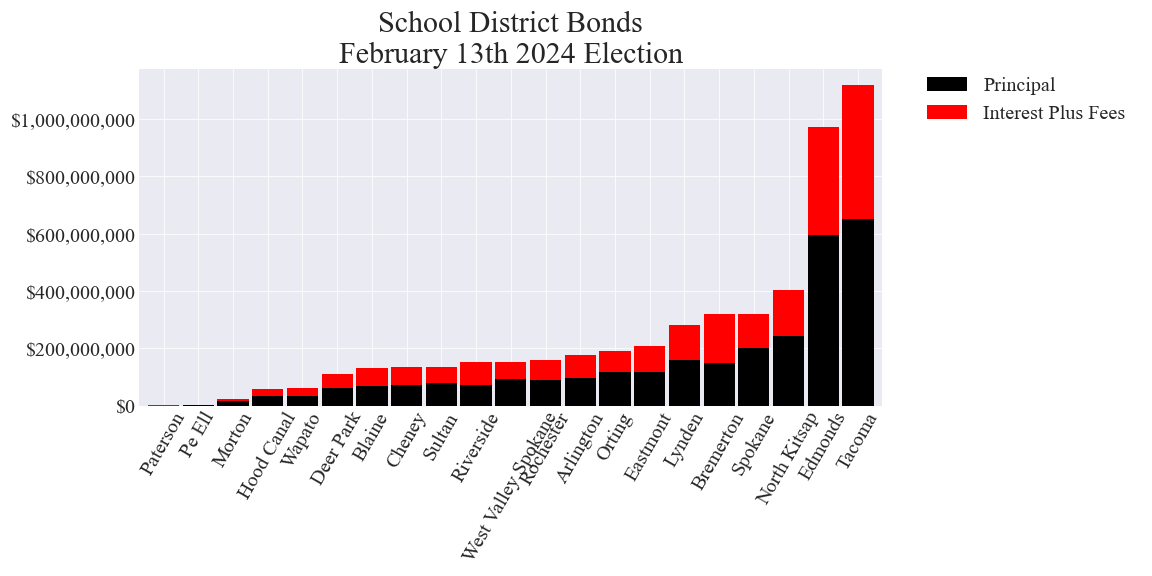 School District Bonds
February 13th 2024 Election
Principal
Interest Plus Fees
$1,000,000,000
$800,000,000
$600,000,000
$400,000,000
$200,000,000
$0
Paterson
Pe Ell
Morton
Hood Canal
Wapato
Deer Park
Blaine
Cheney
Sultan
Riverside
West Valley Spokane
Rochester
Arlington
Orting
Eastmont
Lynden
Bremerton
Spokane
North Kitsap
Edmonds
Tacoma